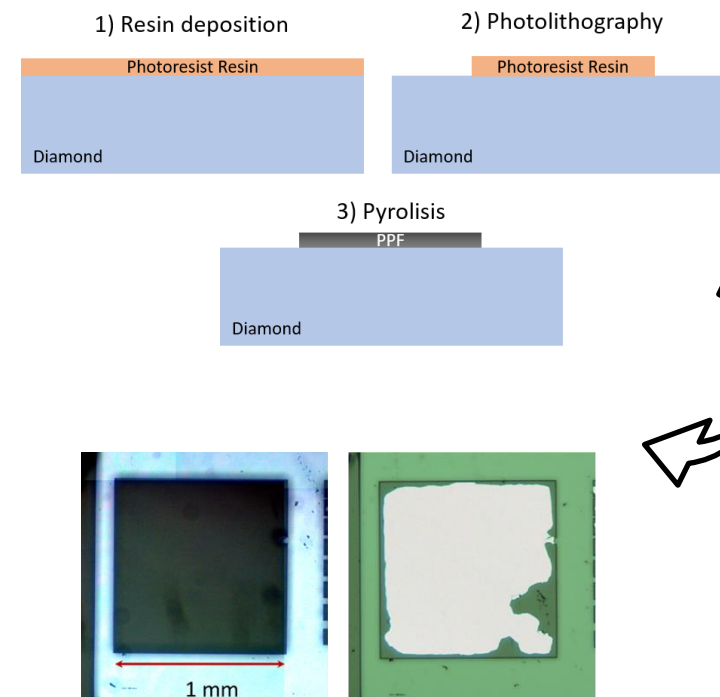 1) Resin deposition
2) Photolithography
Photoresist Resin
Photoresist Resin
Diamond
Diamond
3) Pyrolisis
PPF
Diamond
1 mm